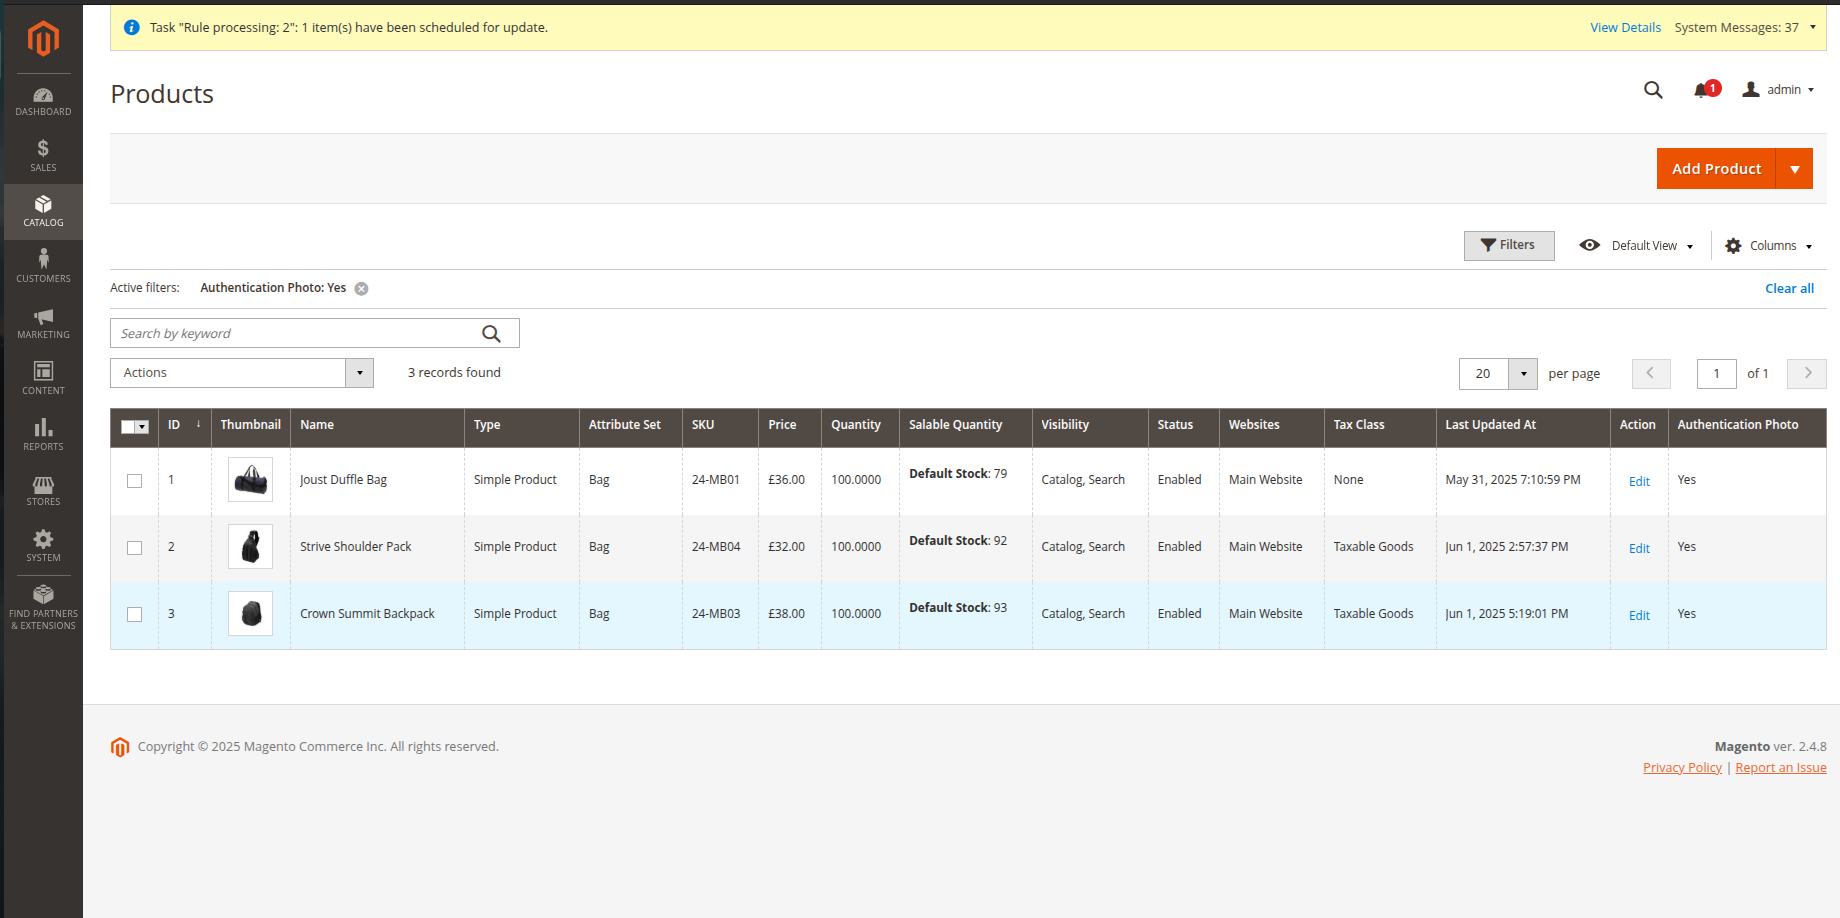 Task "Rule processing: 2": 1 item(s) have been scheduled for update. View Details System Messages: 37
Products
1 admin
Add Product
Filters Default View Columns
Active filters: Authentication Photo: Yes Clear all
Search by keyword
Actions 3 records found 20 per page 1 of 1
ID ↓ Thumbnail Name Type Attribute Set SKU Price Quantity Salable Quantity Visibility Status Websites Tax Class Last Updated At Action Authentication Photo
1 Joust Duffle Bag Simple Product Bag 24-MB01 £36.00 100.0000 Default Stock: 79 Catalog, Search Enabled Main Website None May 31, 2025 7:10:59 PM Edit Yes
2 Strive Shoulder Pack Simple Product Bag 24-MB04 £32.00 100.0000 Default Stock: 92 Catalog, Search Enabled Main Website Taxable Goods Jun 1, 2025 2:57:37 PM Edit Yes
3 Crown Summit Backpack Simple Product Bag 24-MB03 £38.00 100.0000 Default Stock: 93 Catalog, Search Enabled Main Website Taxable Goods Jun 1, 2025 5:19:01 PM Edit Yes
Copyright © 2025 Magento Commerce Inc. All rights reserved. Magento ver. 2.4.8
Privacy Policy | Report an Issue
DASHBOARD
SALES
CATALOG
CUSTOMERS
MARKETING
CONTENT
REPORTS
STORES
SYSTEM
FIND PARTNERS
& EXTENSIONS